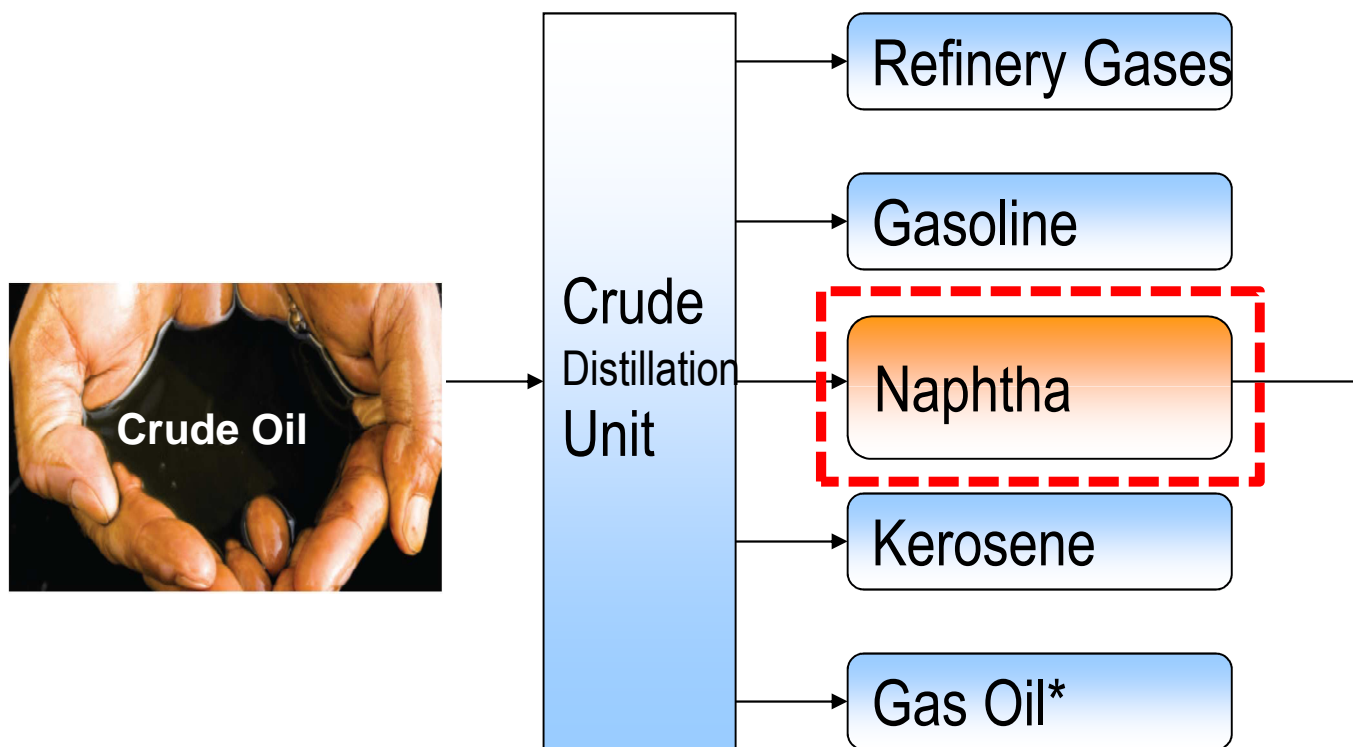 Refinery Gases
Gasoline
Crude
Distillation
Unit
Naphtha
Crude Oil
Kerosene
Gas Oil*